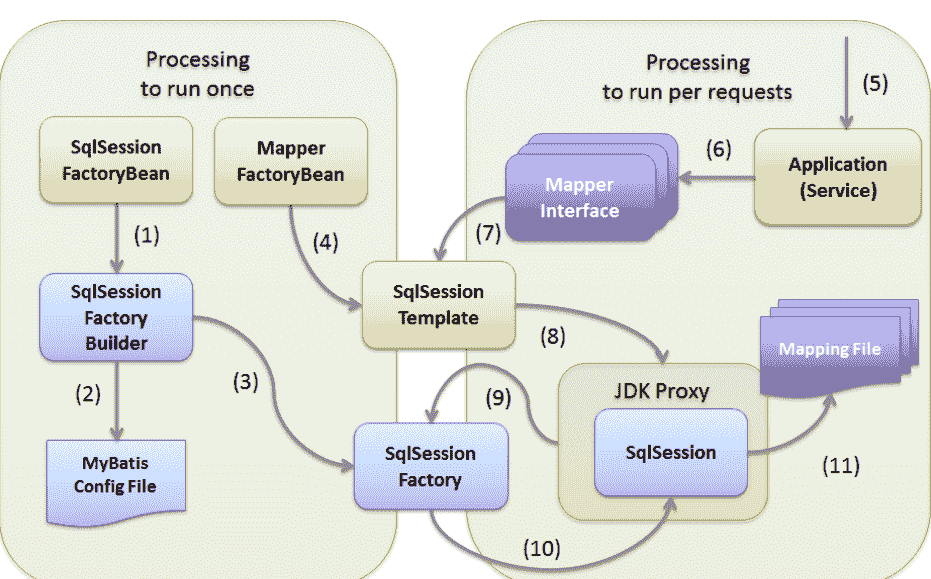 Processing
to run once
Processing
to run per requests
(5)
SqlSession
FactoryBean
Mapper
FactoryBean
Mapper
Interface
(6)
Application
(Service)
(1)
(4)
(7)
SqlSession
Factory
Builder
SqlSession
Template
(8)
Mapping File
(2)
(3)
(9)
JDK Proxy
SqlSession
MyBatis
Config File
SqlSession
Factory
(11)
(10)